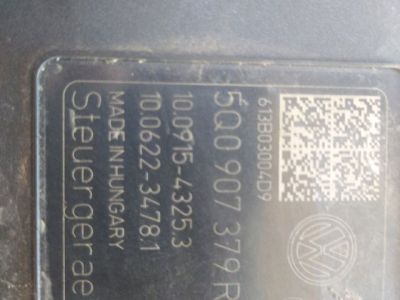 613B03004D9
5Q0 907 379 R
10.0915-4325.3
10.0622-3478.1
MADE IN HUNGARY
Steuergerae